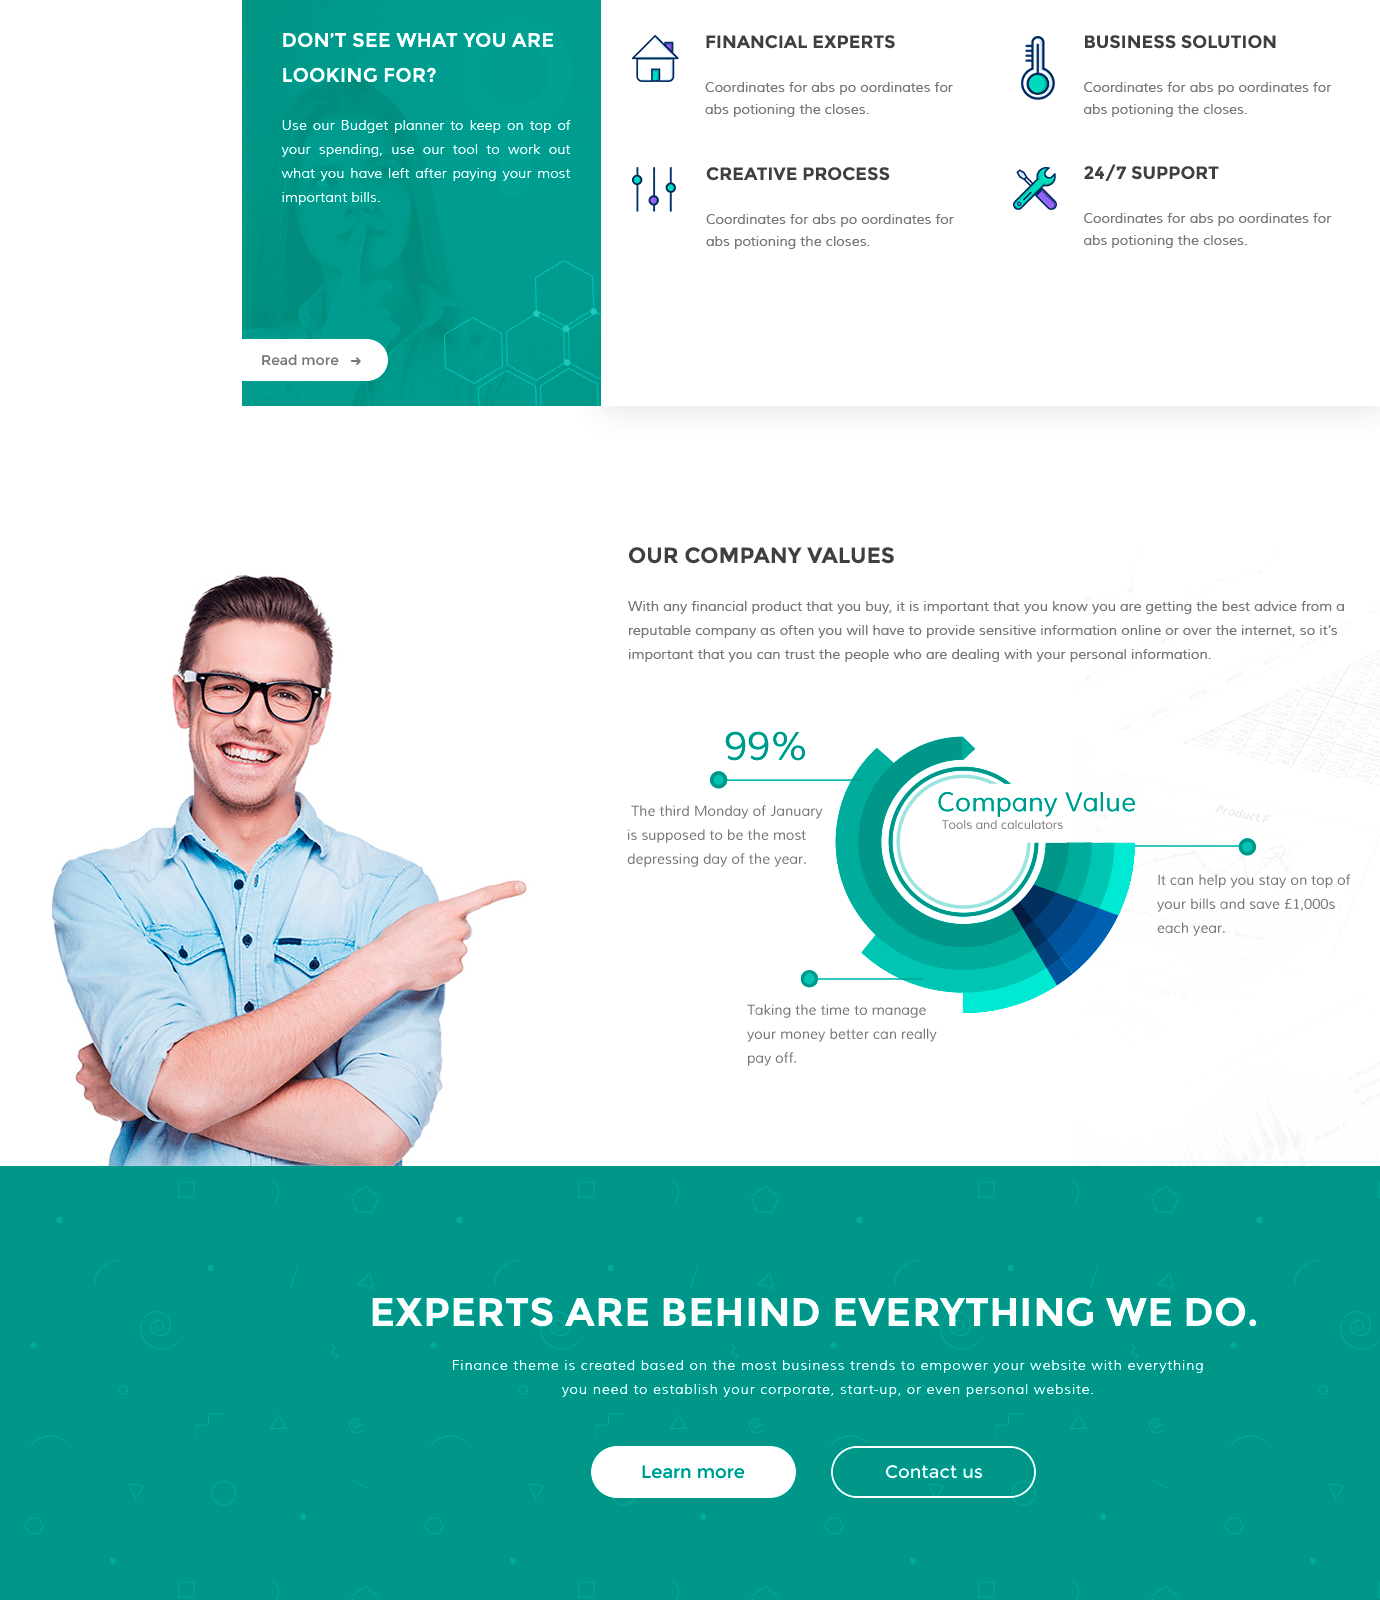 DON'T SEE WHAT YOU ARE
LOOKING FOR?
Use our Budget planner to keep on top of
your spending, use our tool to work out
what you have left after paying your most
important bills.
Read more
FINANCIAL EXPERTS
Coordinates for abs po oordinates for
abs potioning the closes.
BUSINESS SOLUTION
Coordinates for abs po oordinates for
abs potioning the closes.
CREATIVE PROCESS
Coordinates for abs po oordinates for
abs potioning the closes.
24/7 SUPPORT
Coordinates for abs po oordinates for
abs potioning the closes.
OUR COMPANY VALUES
With any financial product that you buy, it is important that you know you are getting the best advice from a
reputable company as often you will have to provide sensitive information online or over the internet, so it's
important that you can trust the people who are dealing with your personal information.
99%
The third Monday of January
is supposed to be the most
depressing day of the year.
Company Value
Tools and calculators
Product F
It can help you stay on top of
your bills and save £1,000s
each year.
Taking the time to manage
your money better can really
pay off.
EXPERTS ARE BEHIND EVERYTHING WE DO.
Finance theme is created based on the most business trends to empower your website with everything
you need to establish your corporate, start-up, or even personal website.
Learn more
Contact us